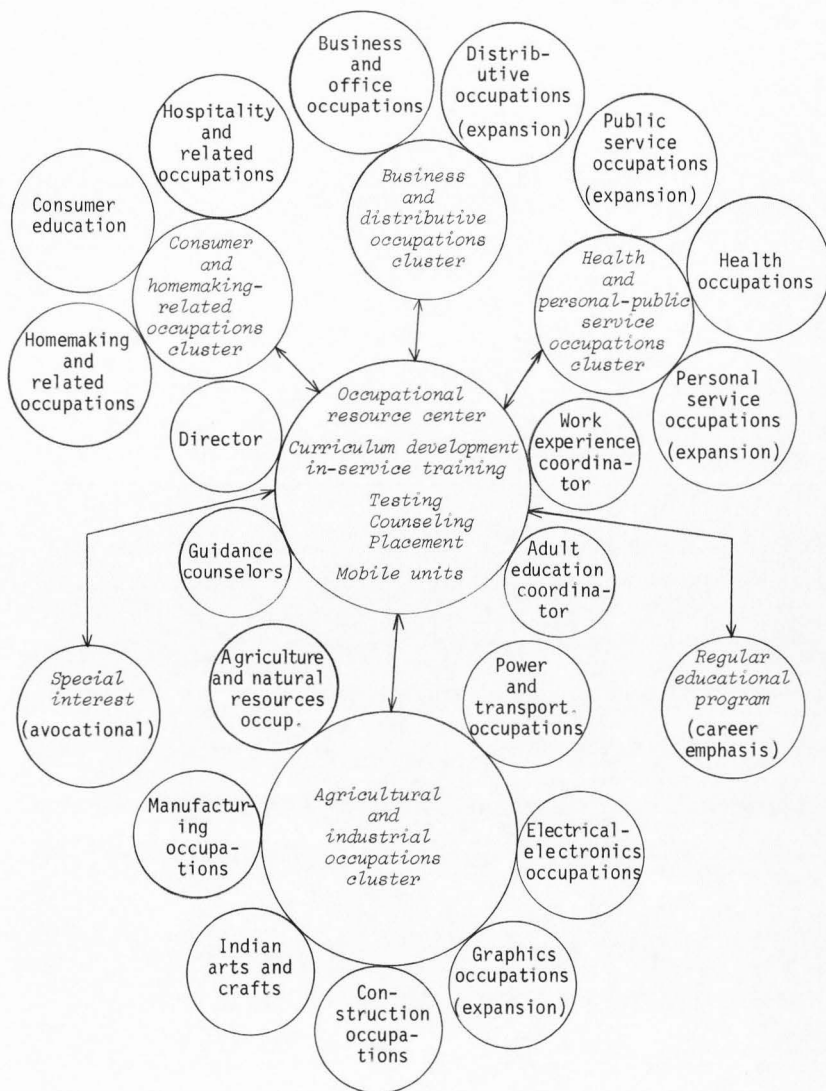 Business
and
office
occupations
Distrib-
utive
occupations
(expansion)
Hospitality
and
related
occupations
Public
service
occupations
(expansion)
Business
and
distributive
occupations
cluster
Consumer
education
Consumer
and
homemaking-
related
occupations
cluster
Health
and
personal-public
service
occupations
cluster
Health
occupations
Homemaking
and
related
occupations
Personal
service
occupations
(expansion)
Occupational
resource center
Curriculum development
in-service training
Testing
Counseling
Placement
Mobile units
Director
Work
experience
coordina-
tor
Guidance
counselors
Adult
education
coordina-
tor
Special
interest
(avocational)
Agriculture
and natural
resources
occup.
Power
and
transport.
occupations
Regular
educational
program
(career
emphasis)
Agricultural
and
industrial
occupations
cluster
Manufactur-
ing
occupa-
tions
Electrical-
electronics
occupations
Indian
arts and
crafts
Con-
struction
occupa-
tions
Graphics
occupations
(expansion)